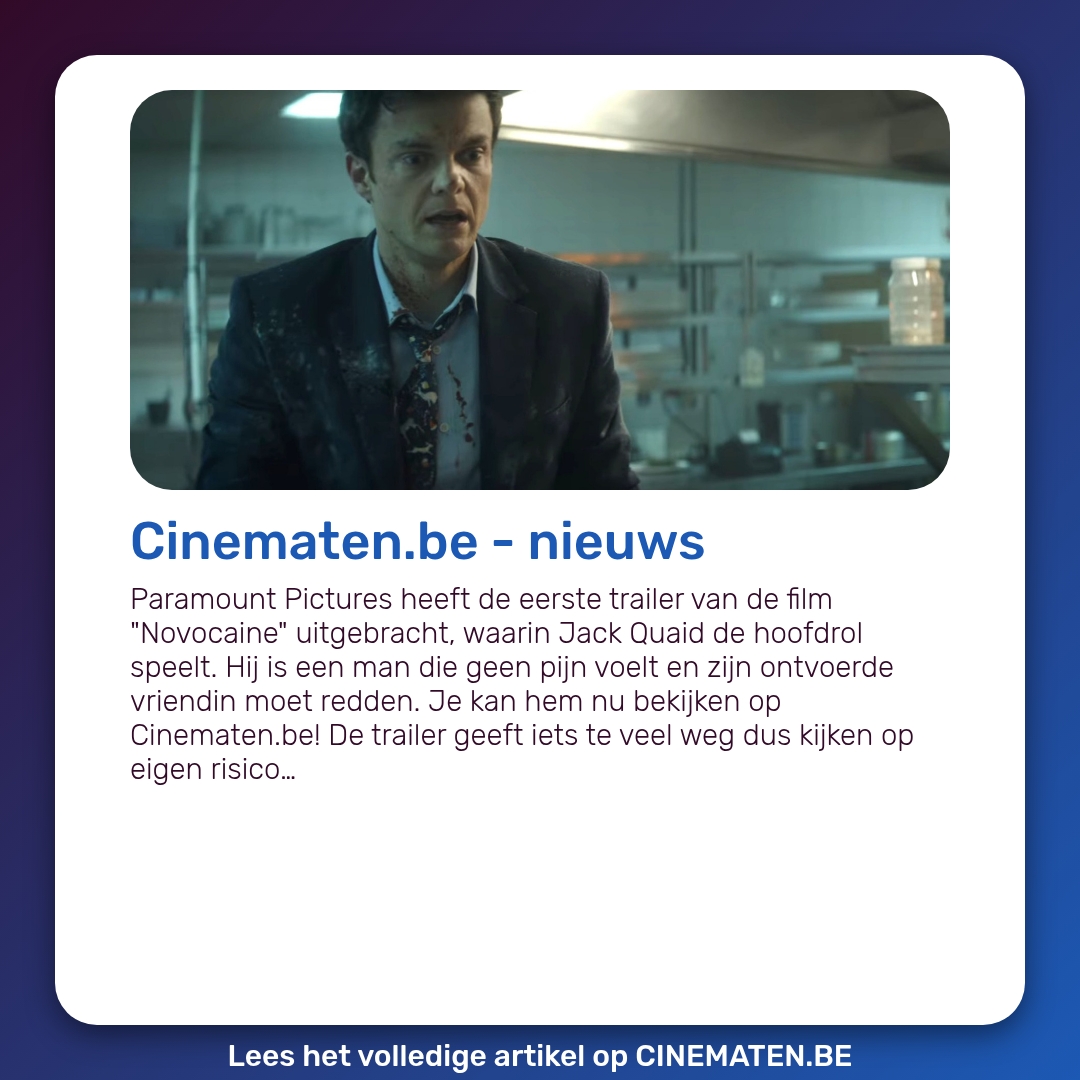 Cinematen.be - nieuws
Paramount Pictures heeft de eerste trailer van de film
"Novocaine" uitgebracht, waarin Jack Quaid de hoofdrol
speelt. Hij is een man die geen pijn voelt en zijn ontvoerde
vriendin moet redden. Je kan hem nu bekijken op
Cinematen.be! De trailer geeft iets te veel weg dus kijken op
eigen risico...
Lees het volledige artikel op CINEMATEN.BE